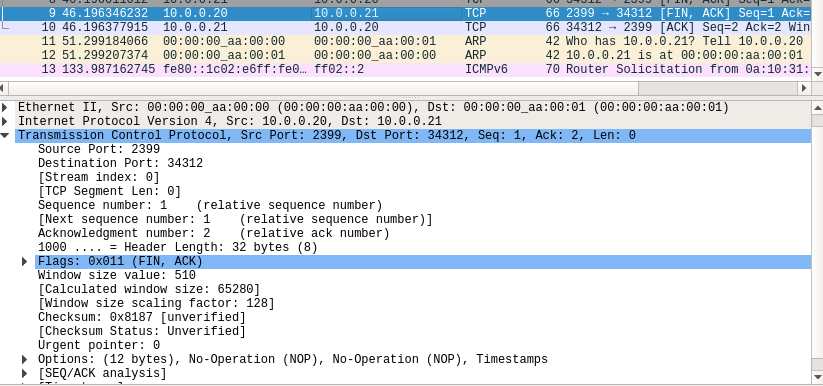 9 46.196346232 10.0.0.20 10.0.0.21 TCP 66 2399 → 34312 [FIN, ACK] Seq=1 Ack=
10 46.196377915 10.0.0.21 10.0.0.20 TCP 66 34312 → 2399 [ACK] Seq=2 Ack=2 Win
11 51.299184066 00:00:00_aa:00:00 00:00:00_aa:00:01 ARP 42 Who has 10.0.0.21? Tell 10.0.0.20
12 51.299207374 00:00:00_aa:00:01 00:00:00_aa:00:00 ARP 42 10.0.0.21 is at 00:00:00:aa:00:01
13 133.987162745 fe80::1c02:e6ff:fe0… ff02::2 ICMPv6 70 Router Solicitation from 0a:10:31:
Ethernet II, Src: 00:00:00_aa:00:00 (00:00:00:aa:00:00), Dst: 00:00:00_aa:00:01 (00:00:00:aa:00:01)
Internet Protocol Version 4, Src: 10.0.0.20, Dst: 10.0.0.21
Transmission Control Protocol, Src Port: 2399, Dst Port: 34312, Seq: 1, Ack: 2, Len: 0
Source Port: 2399
Destination Port: 34312
[Stream index: 0]
[TCP Segment Len: 0]
Sequence number: 1 (relative sequence number)
[Next sequence number: 1 (relative sequence number)]
Acknowledgment number: 2 (relative ack number)
1000 .... = Header Length: 32 bytes (8)
Flags: 0x011 (FIN, ACK)
Window size value: 510
[Calculated window size: 65280]
[Window size scaling factor: 128]
Checksum: 0x8187 [unverified]
[Checksum Status: Unverified]
Urgent pointer: 0
Options: (12 bytes), No-Operation (NOP), No-Operation (NOP), Timestamps
[SEQ/ACK analysis]